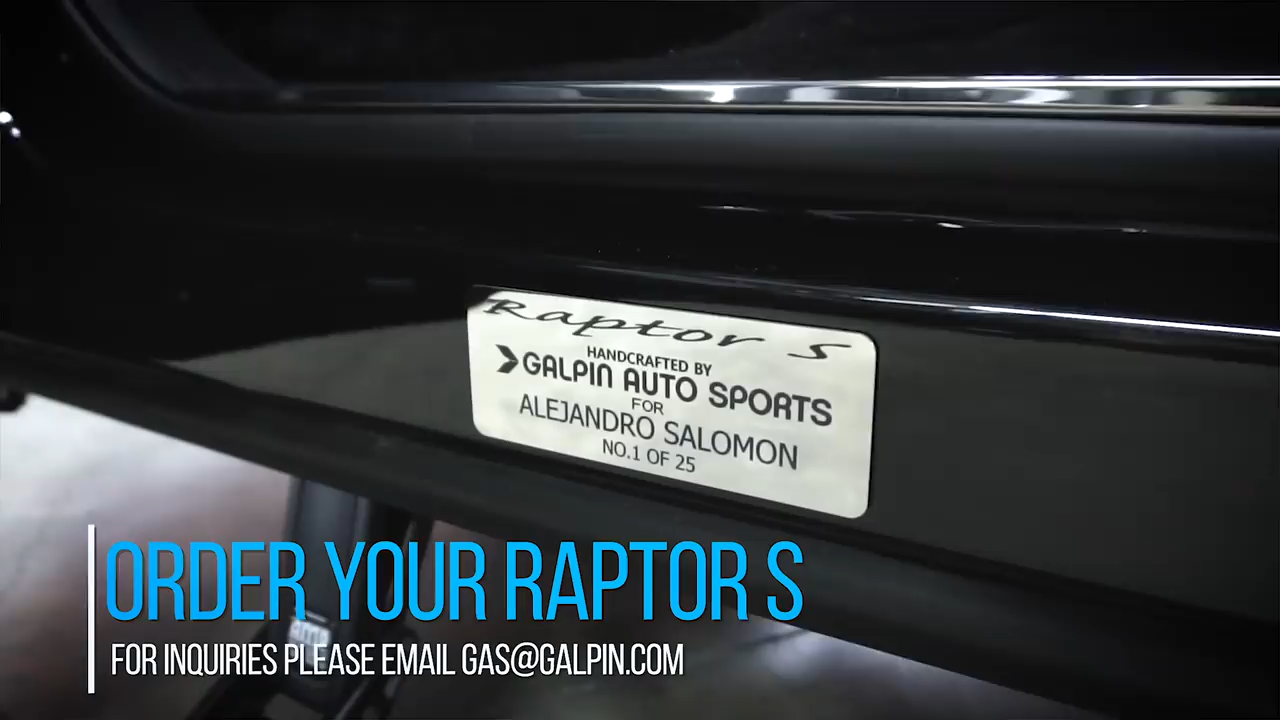 Raptor S
HANDCRAFTED BY
GALPIN AUTO SPORTS
FOR
ALEJANDRO SALOMON
NO.1 OF 25
ORDER YOUR RAPTOR S
FOR INQUIRIES PLEASE EMAIL GAS@GALPIN.COM